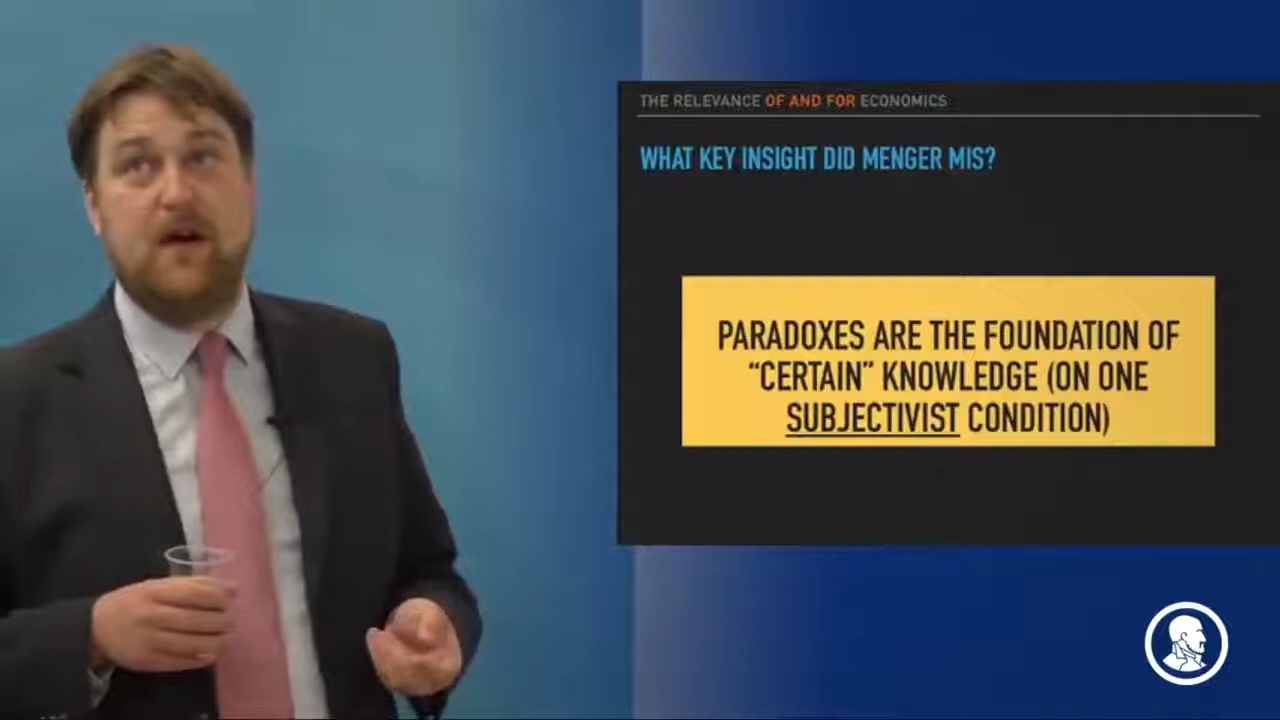 THE RELEVANCE OF AND FOR ECONOMICS
WHAT KEY INSIGHT DID MENGER MIS?
PARADOXES ARE THE FOUNDATION OF
“CERTAIN” KNOWLEDGE (ON ONE
SUBJECTIVIST CONDITION)